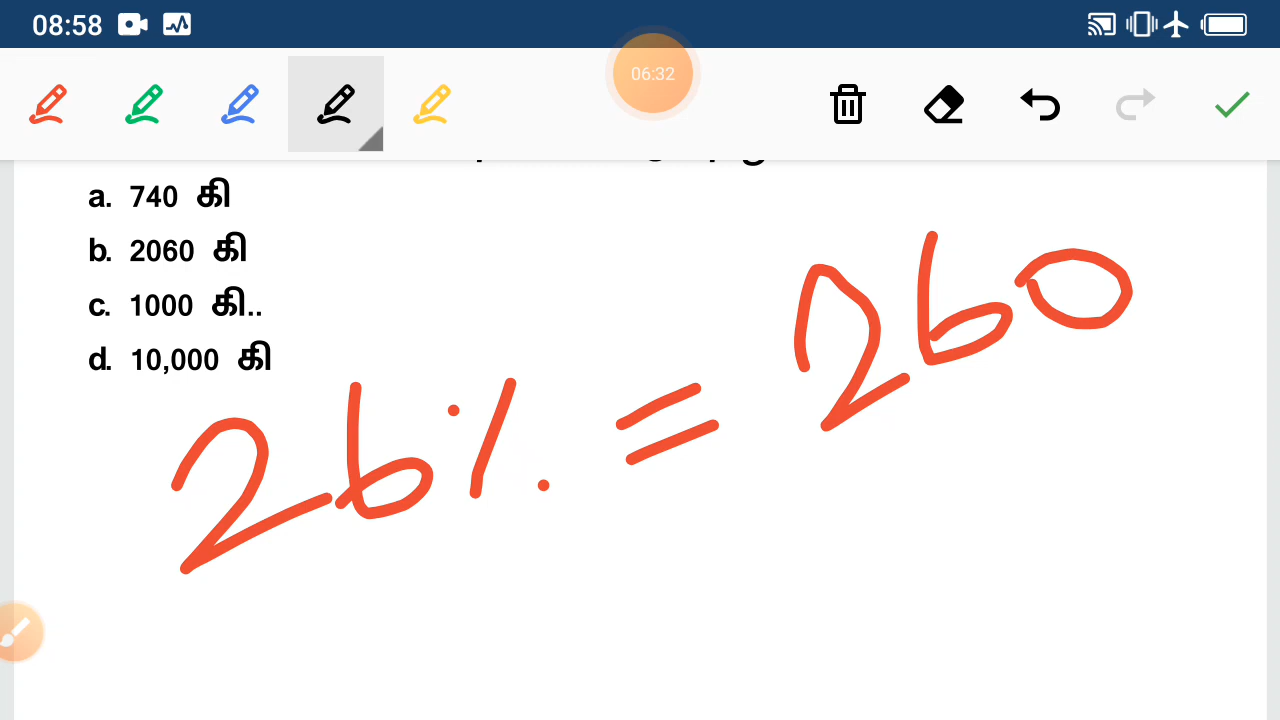 08:58
06:32
a. 740 கி
b. 2060 கி
c. 1000 கி..
d. 10,000 கி
26% = 260